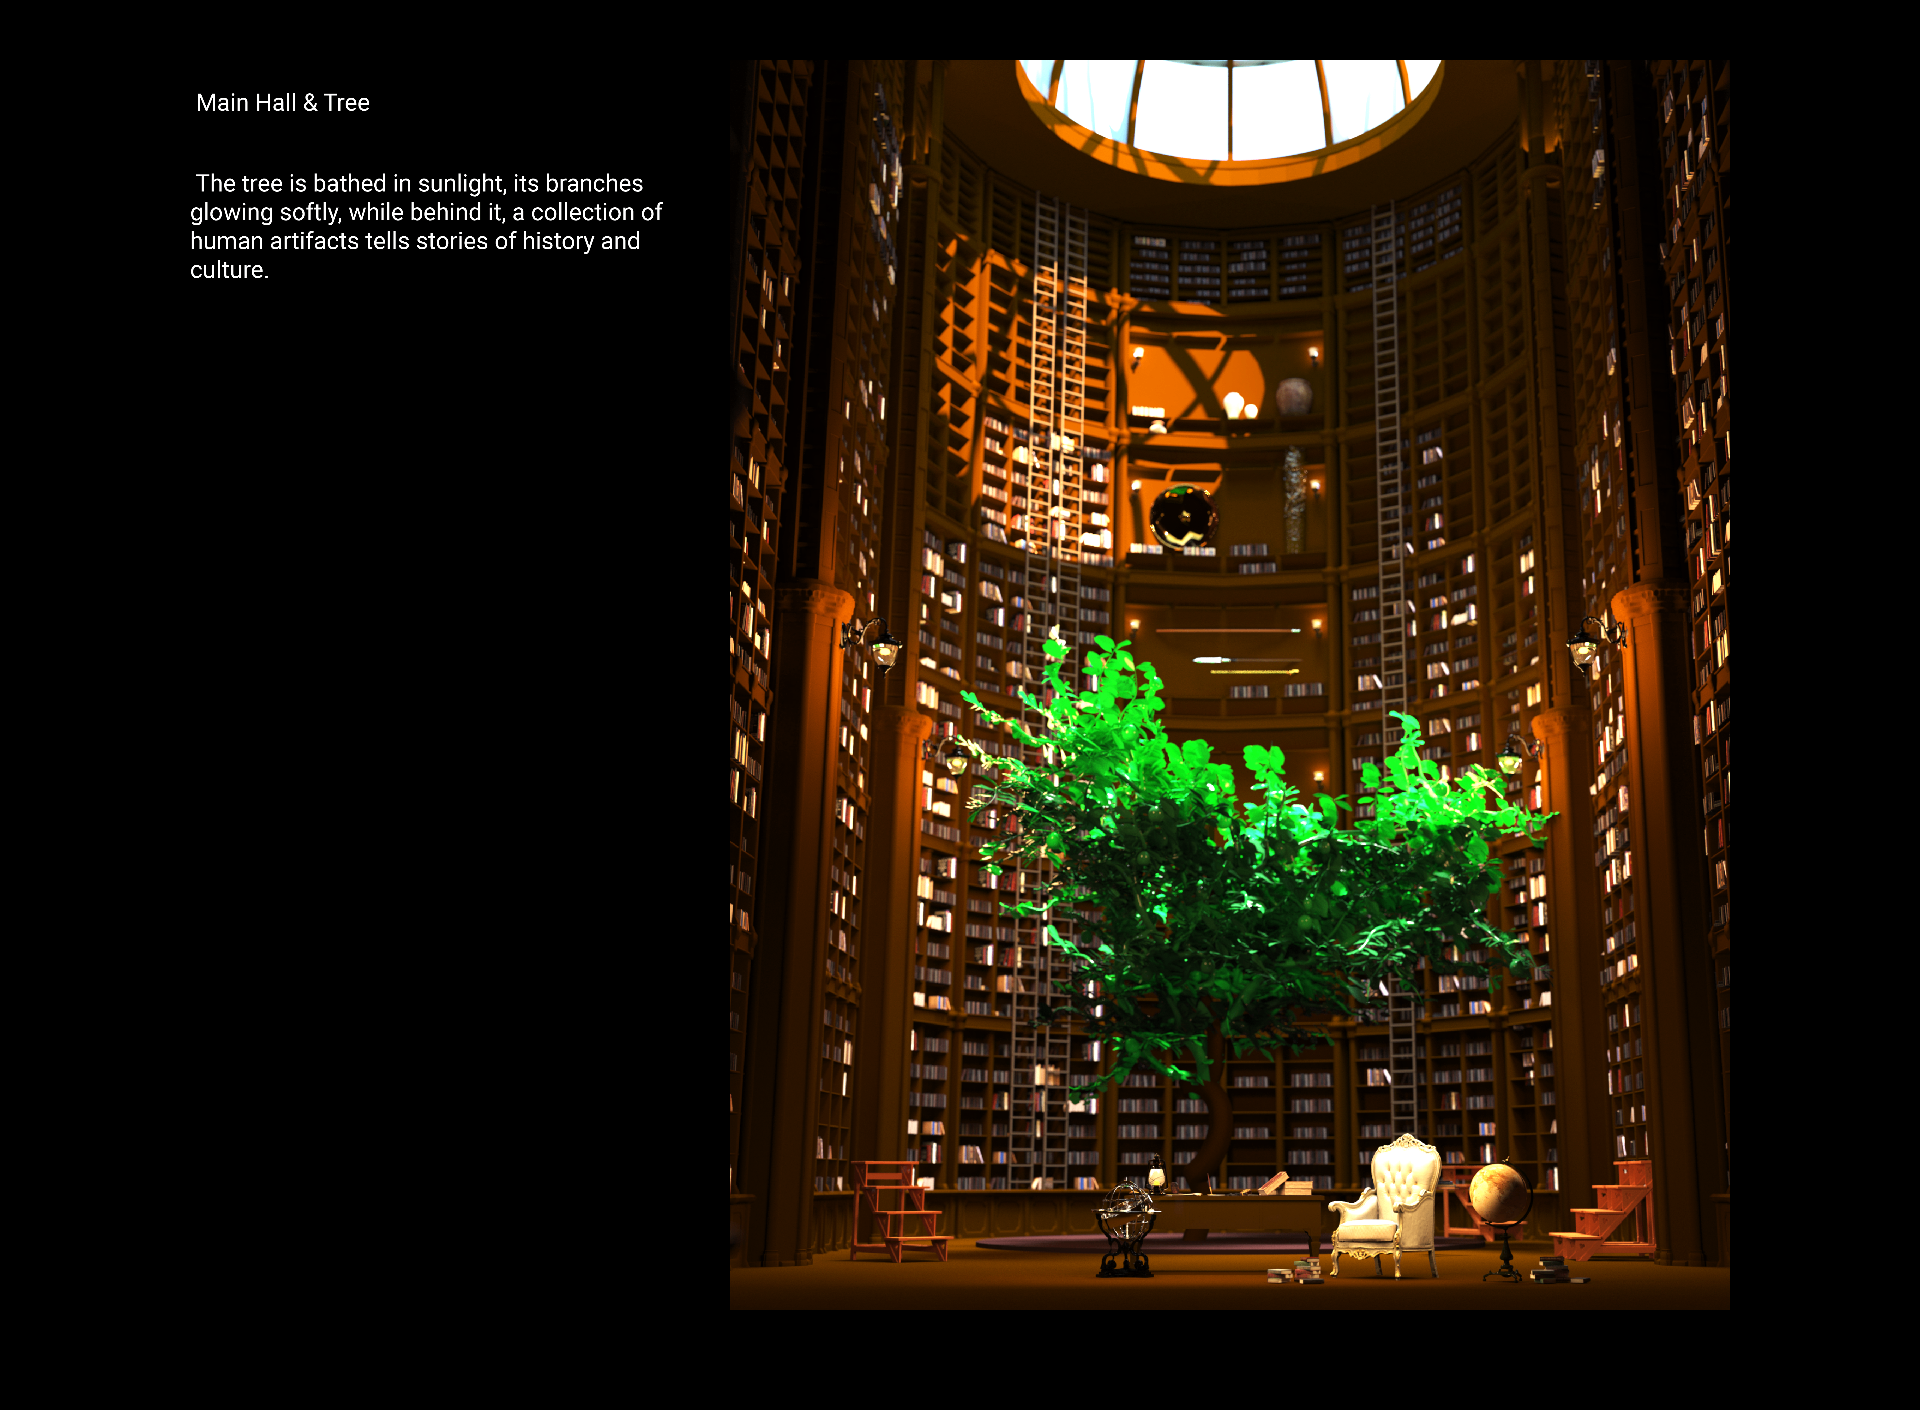 Main Hall & Tree
The tree is bathed in sunlight, its branches
glowing softly, while behind it, a collection of
human artifacts tells stories of history and
culture.